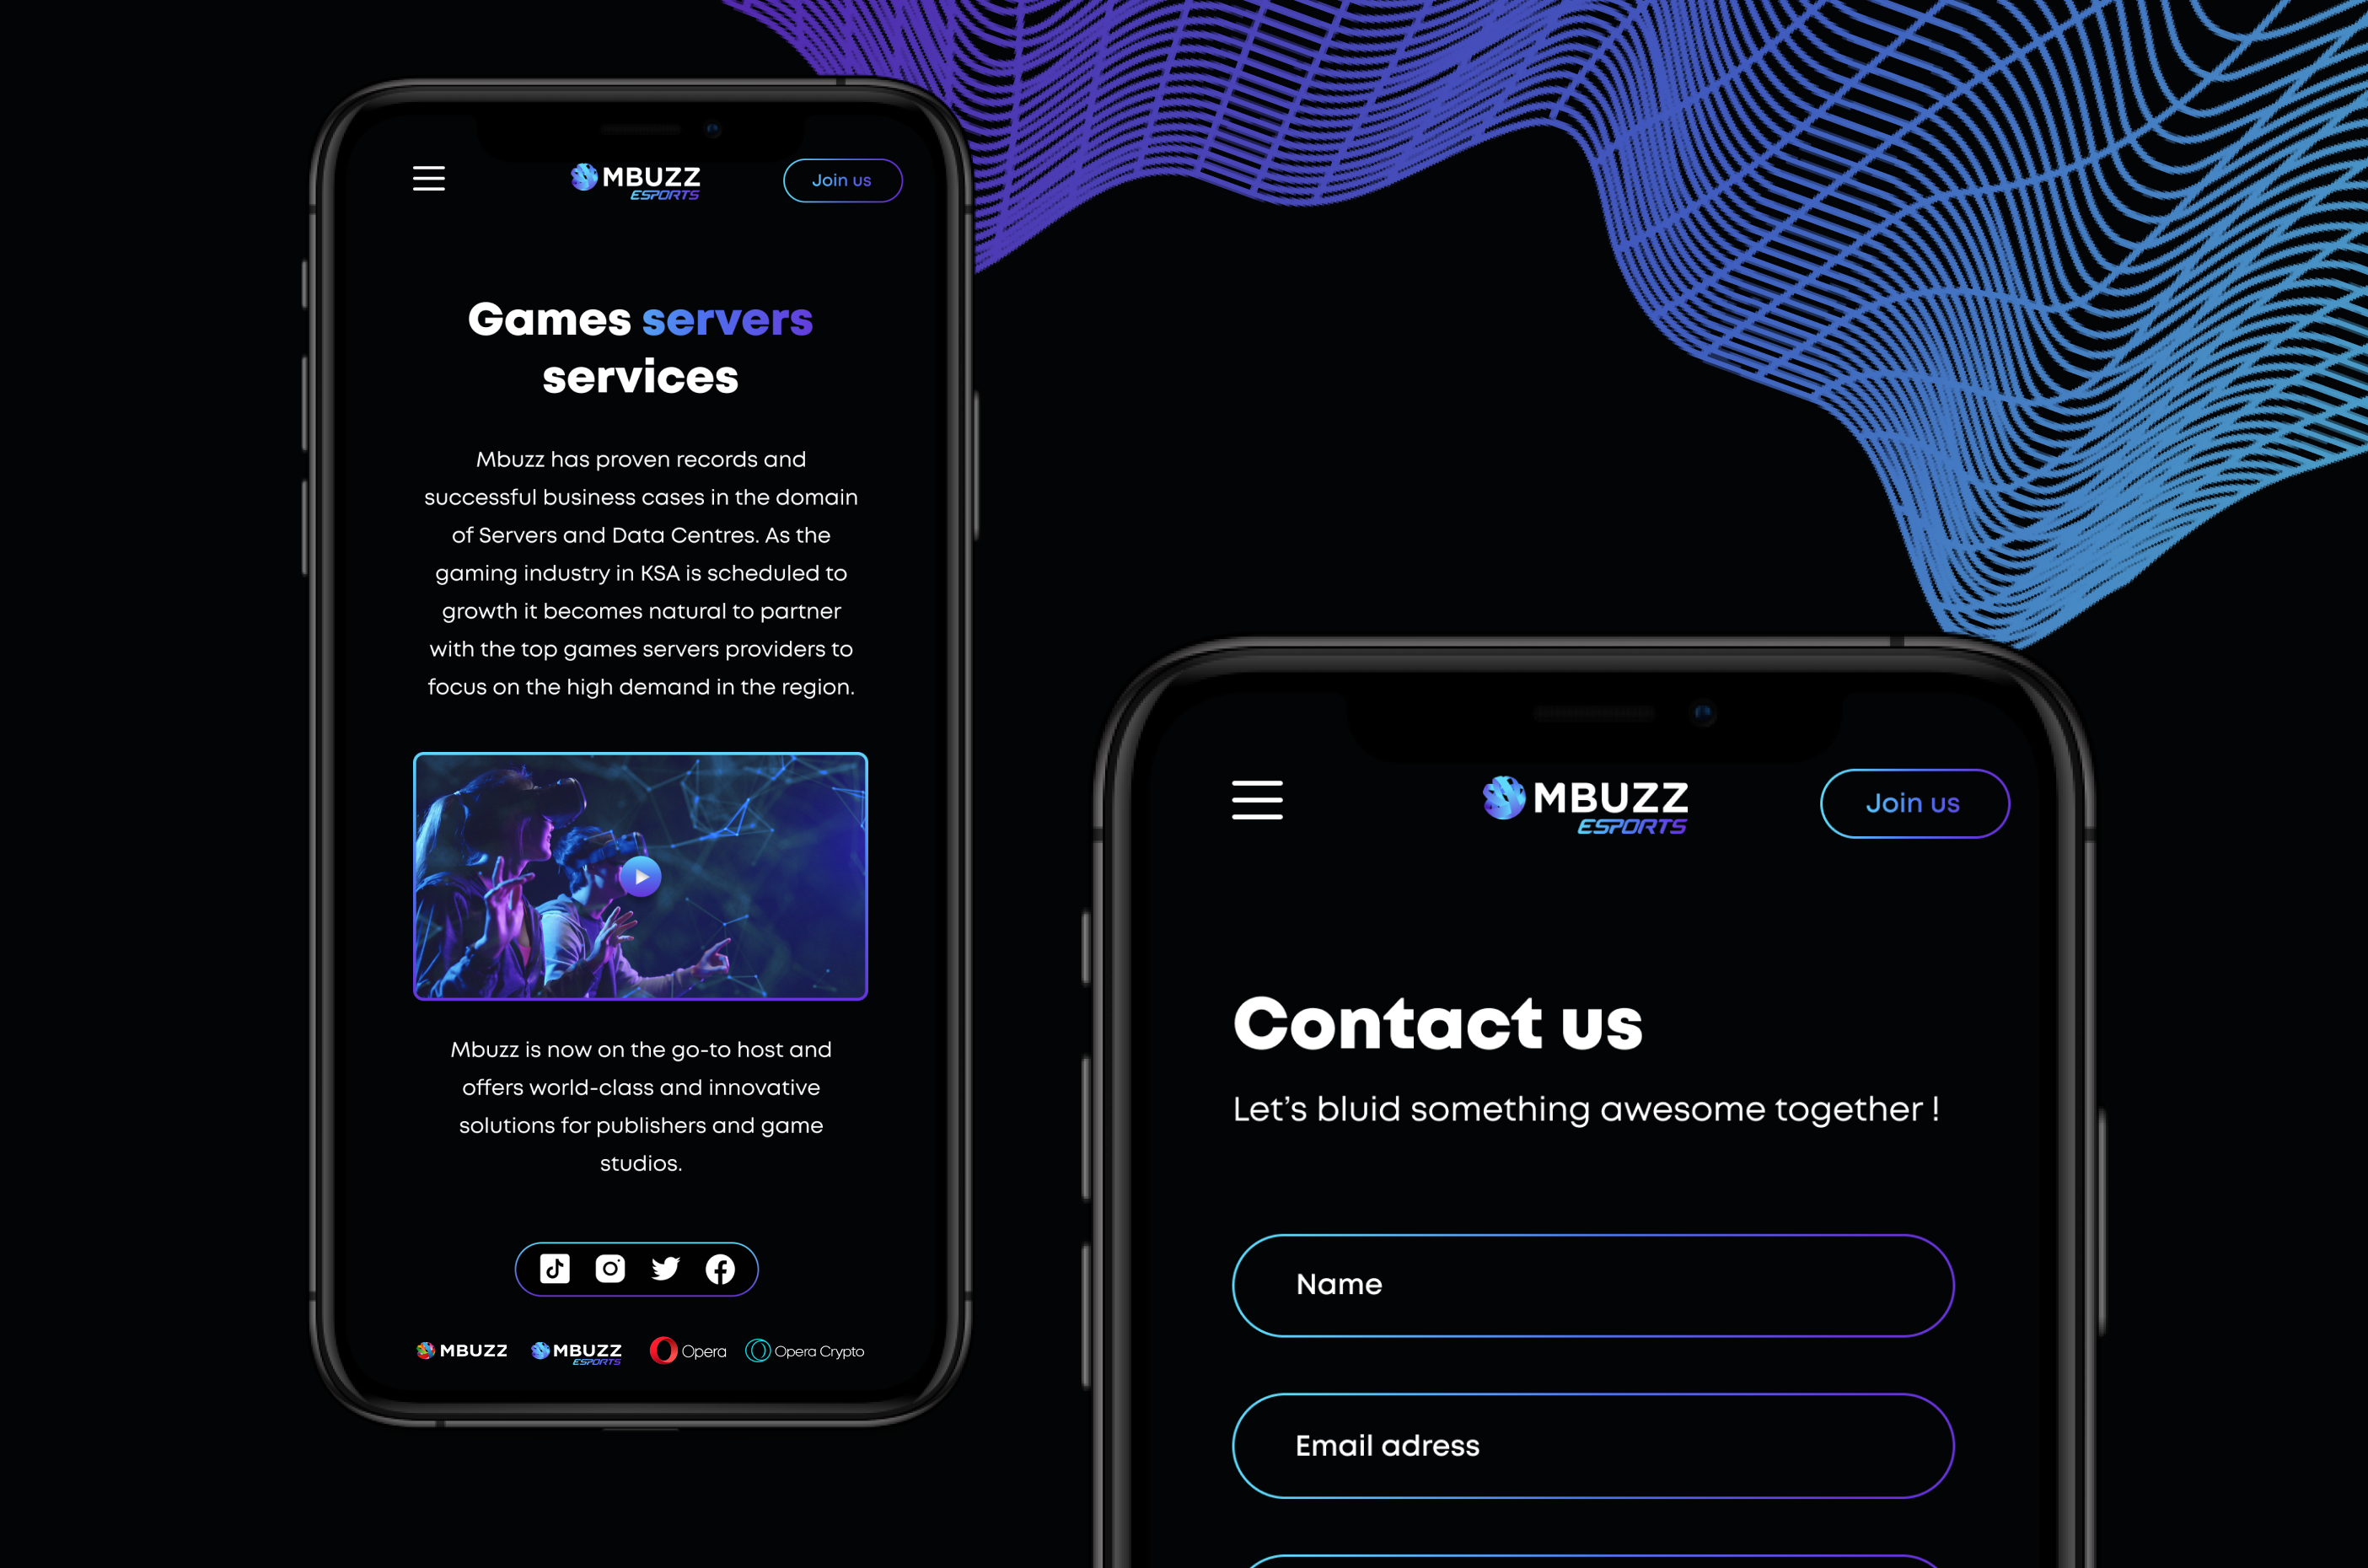 MBUZZ
ESPORTS
Join us
Games servers
services
Mbuzz has proven records and
successful business cases in the domain
of Servers and Data Centres. As the
gaming industry in KSA is scheduled to
growth it becomes natural to partner
with the top games servers providers to
focus on the high demand in the region.
Mbuzz is now on the go-to host and
offers world-class and innovative
solutions for publishers and game
studios.
MBUZZ
MBUZZ
ESPORTS
Opera
Opera Crypto
MBUZZ
ESPORTS
Join us
Contact us
Let’s bluid something awesome together !
Name
Email adress